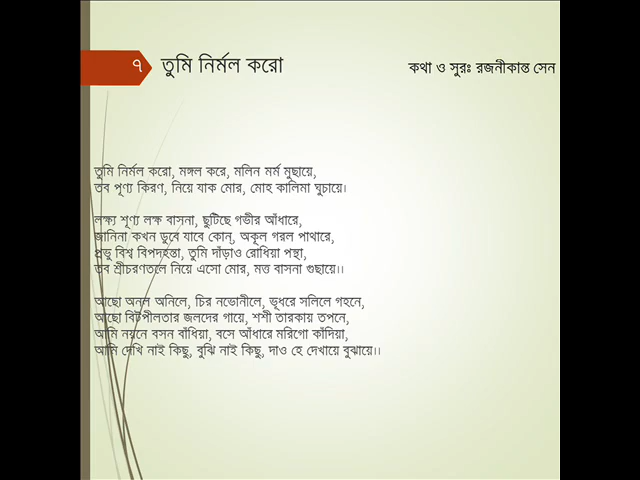 ৭
তুমি নির্মল করো
কথা ও সুরঃ রজনীকান্ত সেন
তুমি নির্মল করো, মঙ্গল করে, মলিন মর্ম মুছায়ে,
তব পূণ্য কিরণ, নিয়ে যাক মোর, মোহ কালিমা ঘুচায়ে।
লক্ষ্য শূণ্য লক্ষ বাসনা, ছুটিছে গভীর আঁধারে,
জানিনা কখন ডুবে যাবে কোন্, অকূল গরল পাথারে,
প্রভু বিশ্ব বিপদহন্তা, তুমি দাঁড়াও রোধিয়া পন্থা,
তব শ্রীচরণতলে নিয়ে এসো মোর, মত্ত বাসনা গুছায়ে।।
আছো অনল অনিলে, চির নভোনীলে, ভূধরে সলিলে গহনে,
আছো বিটপীলতার জলদের গায়ে, শশী তারকায় তপনে,
আমি নয়নে বসন বাঁধিয়া, বসে আঁধারে মরিগো কাঁদিয়া,
আমি দেখি নাই কিছু, বুঝি নাই কিছু, দাও হে দেখায়ে বুঝায়ে।।